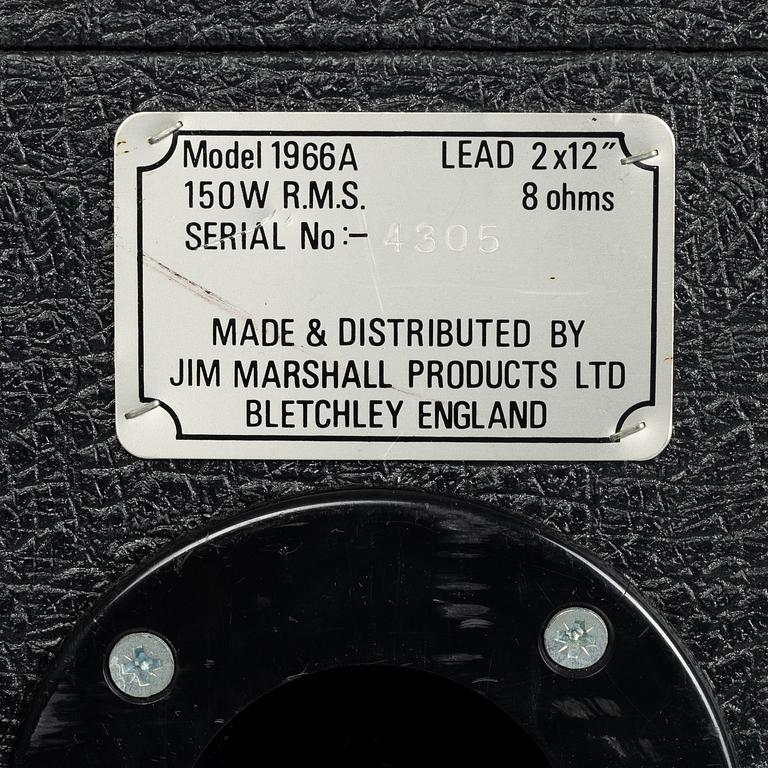 Model 1966A LEAD 2x12"
150W R.M.S. 8 ohms
SERIAL No:- 4305
MADE & DISTRIBUTED BY
JIM MARSHALL PRODUCTS LTD
BLETCHLEY ENGLAND